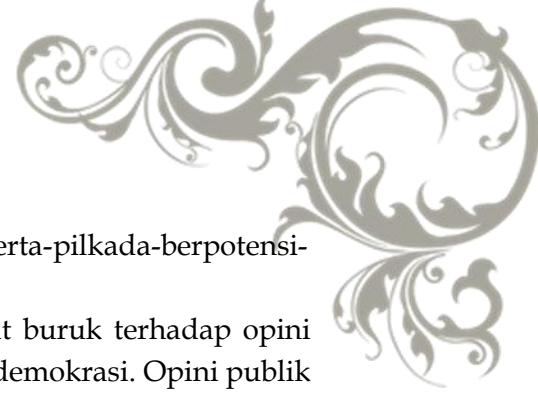 erta-pilkada-berpotensi-
t buruk terhadap opini
demokrasi. Opini publik